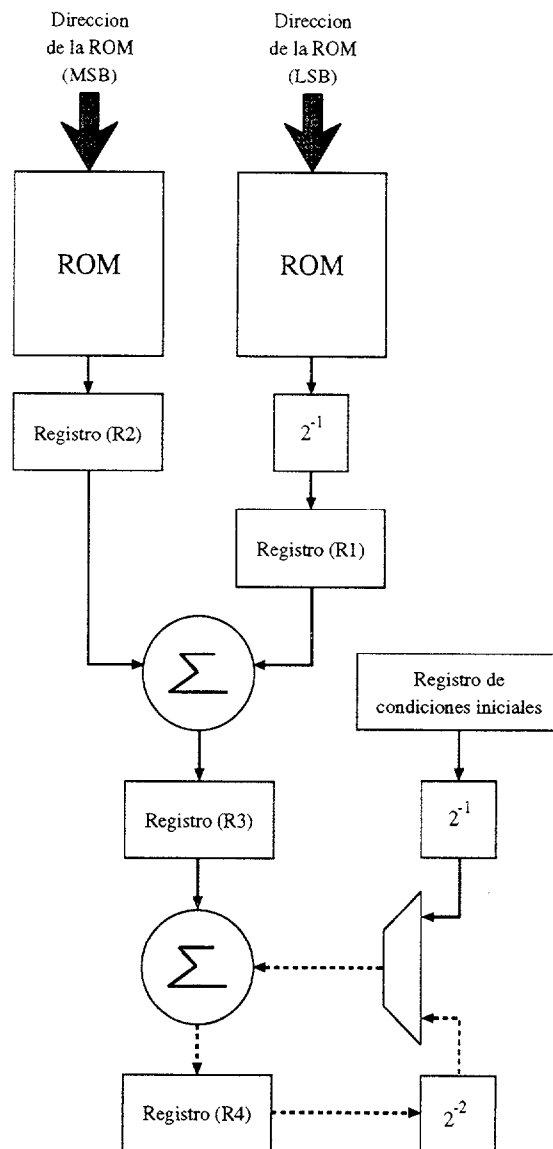 Direccion
de la ROM
(MSB)
Direccion
de la ROM
(LSB)
ROM
ROM
Registro (R2)
2^-1
Registro (R1)
Σ
Registro de
condiciones iniciales
Registro (R3)
2^-1
Σ
Registro (R4)
2^-2